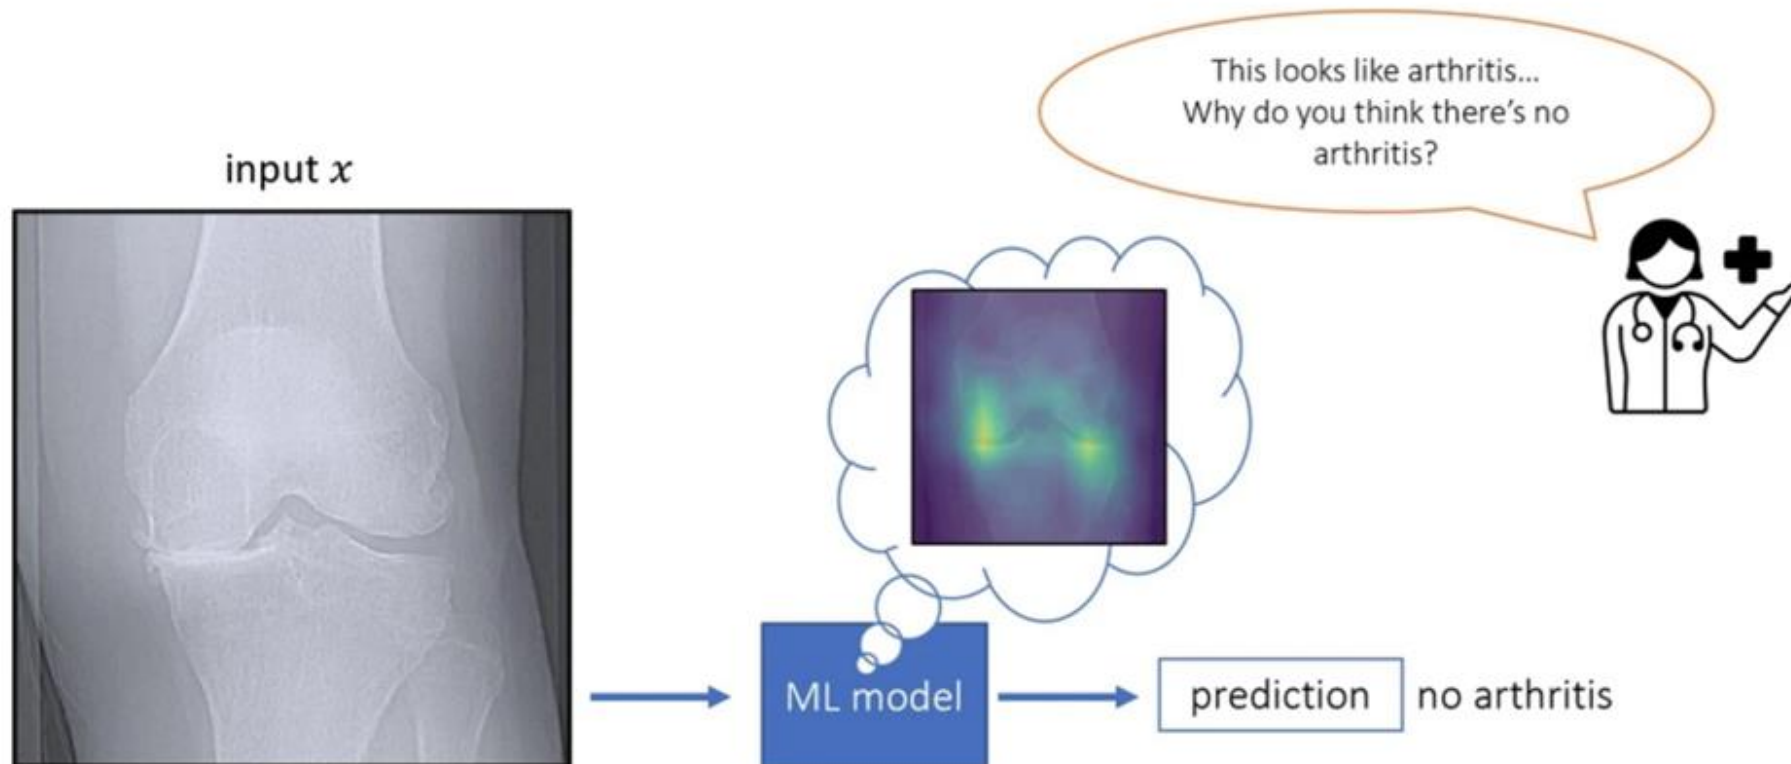 This looks like arthritis...
Why do you think there's no
arthritis?
input x
ML model
prediction
no arthritis